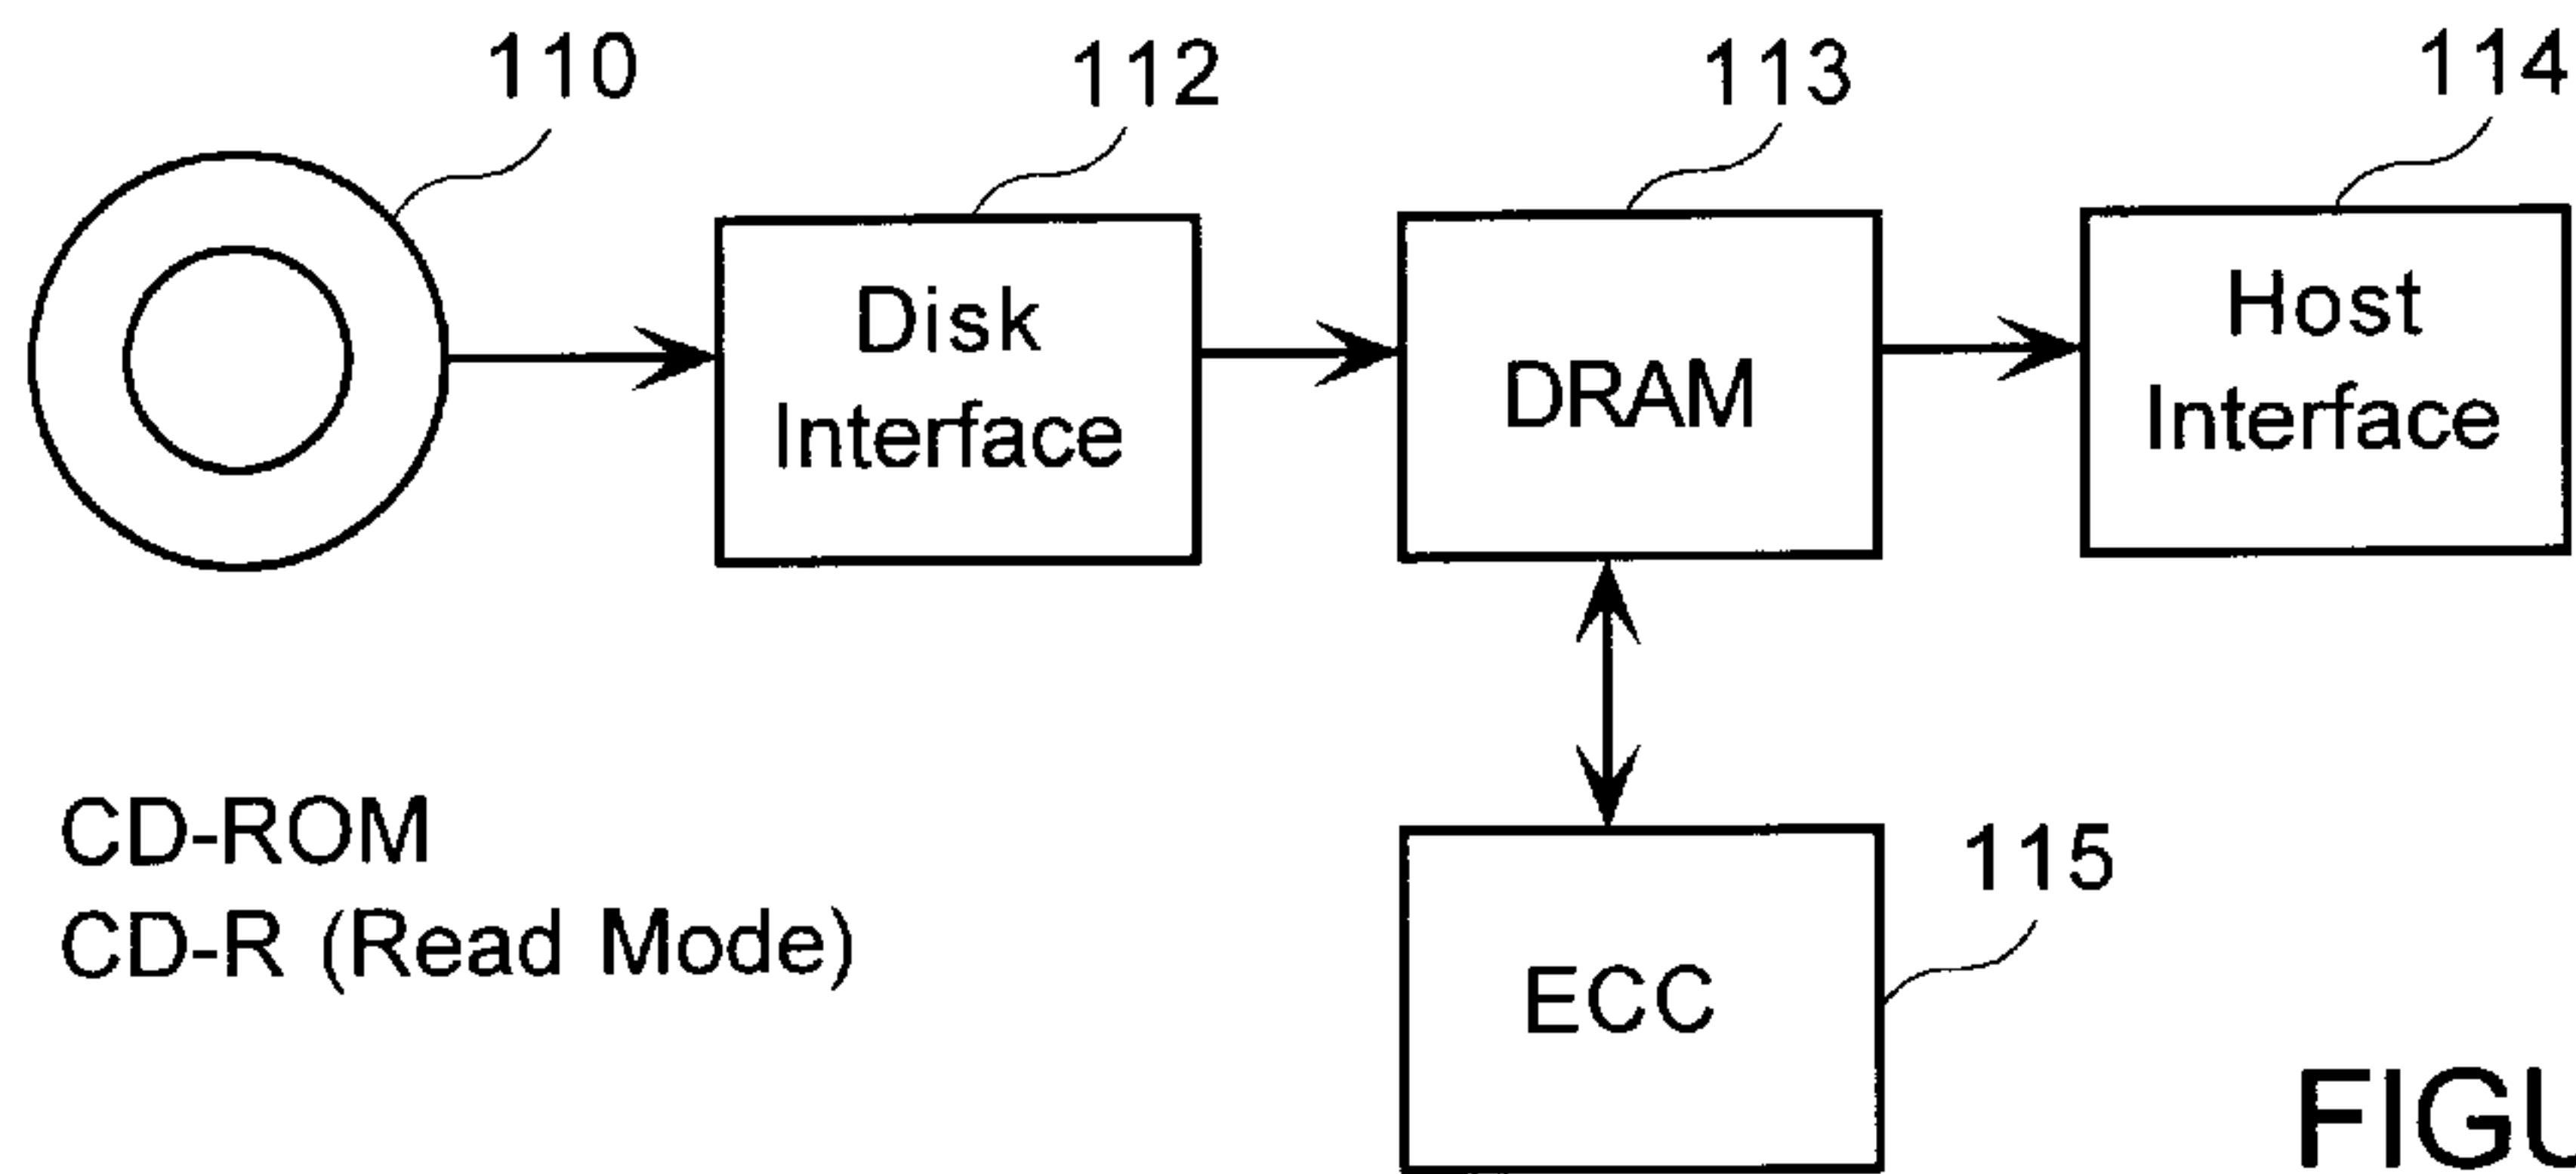 110
112
113
114
Disk
Interface
DRAM
Host
Interface
CD-ROM
CD-R (Read Mode)
115
ECC
FIGU